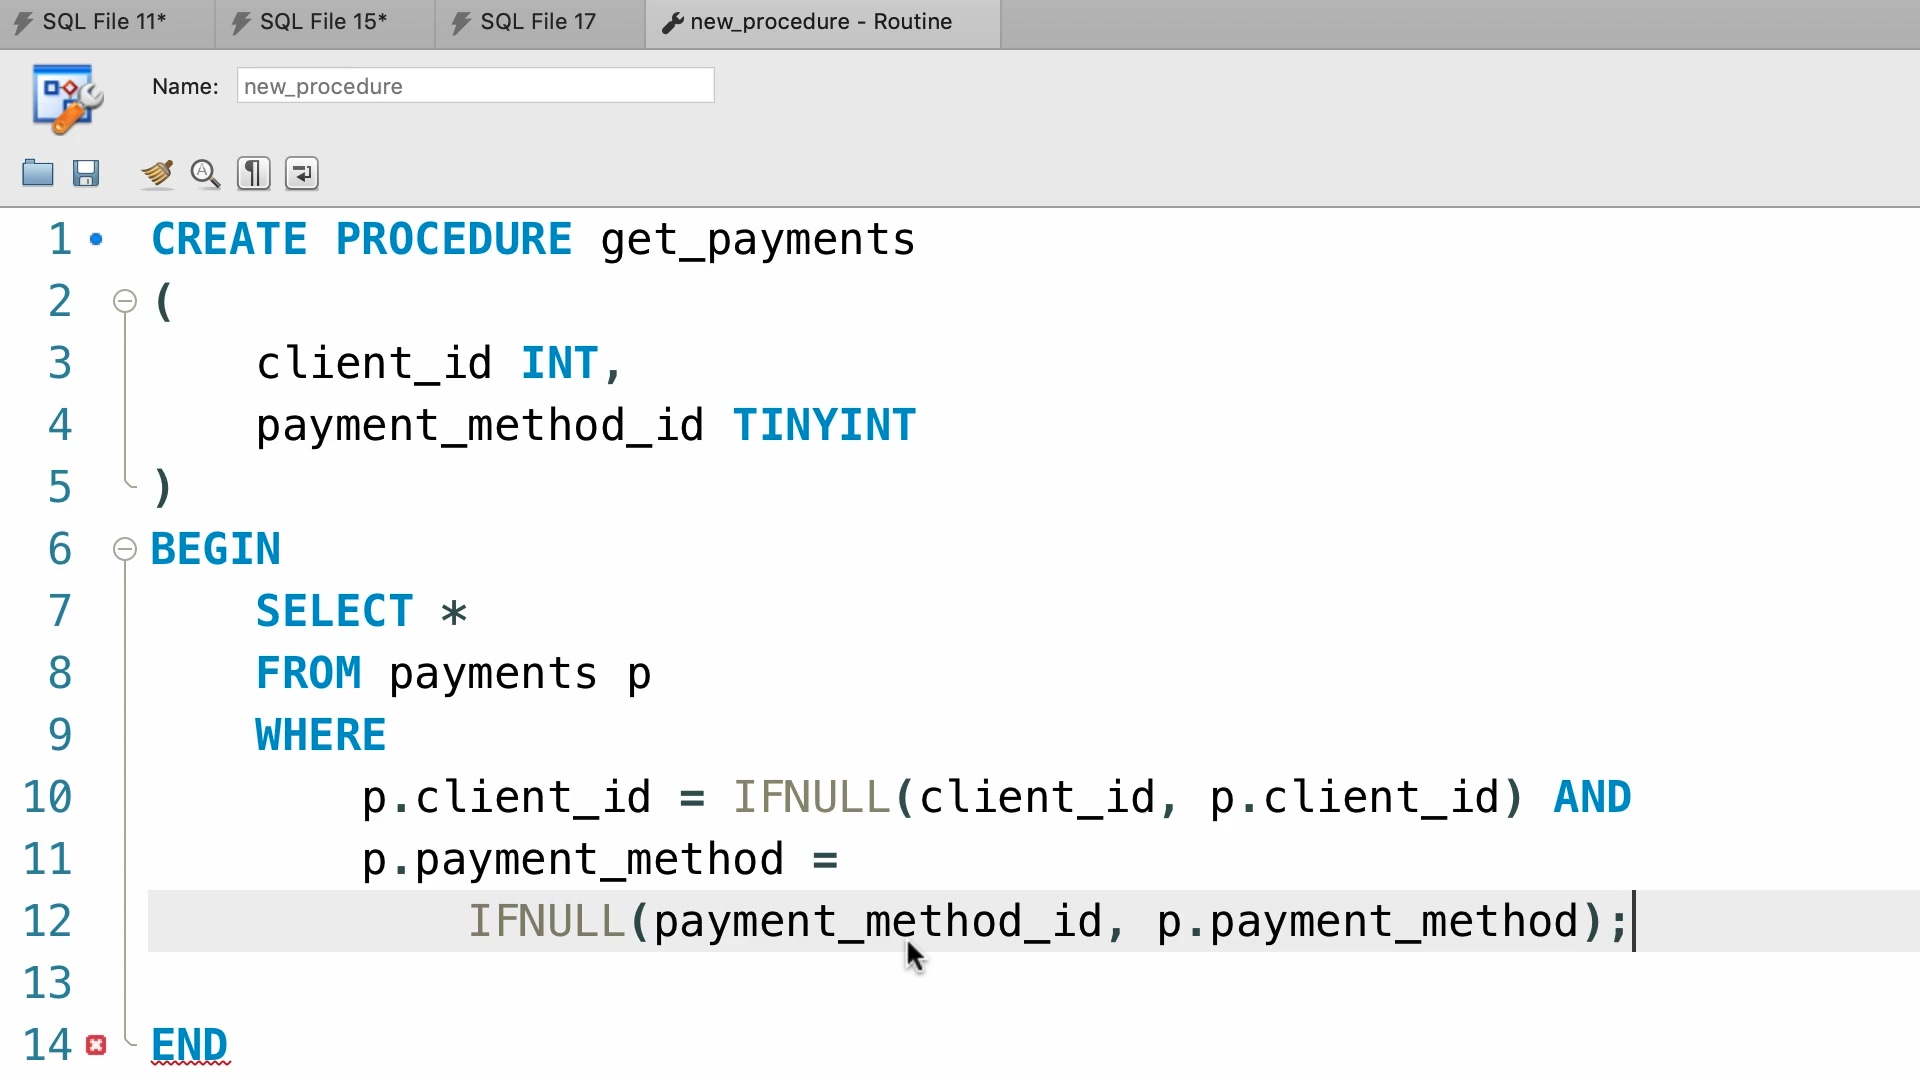 SQL File 11* SQL File 15* SQL File 17 new_procedure - Routine
Name: new_procedure
1 CREATE PROCEDURE get_payments
2 (
3 client_id INT,
4 payment_method_id TINYINT
5 )
6 BEGIN
7 SELECT *
8 FROM payments p
9 WHERE
10 p.client_id = IFNULL(client_id, p.client_id) AND
11 p.payment_method =
12 IFNULL(payment_method_id, p.payment_method);
13
14 END